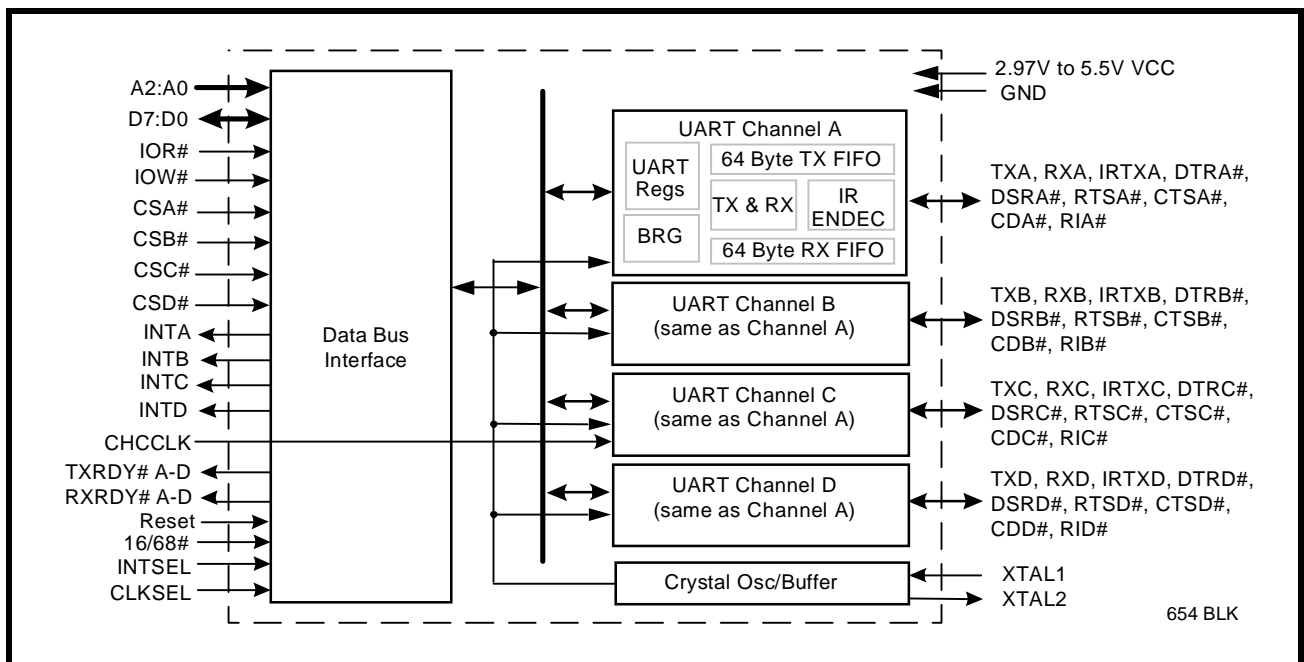 A2:A0
D7:D0
IOR#
IOW#
CSA#
CSB#
CSC#
CSD#
INTA
INTB
INTC
INTD
CHCCLK
TXRDY# A-D
RXRDY# A-D
Reset
16/68#
INTSEL
CLKSEL
Data Bus
Interface
UART Channel A
UART
Regs
BRG
64 Byte TX FIFO
TX & RX
IR
ENDEC
64 Byte RX FIFO
UART Channel B
(same as Channel A)
UART Channel C
(same as Channel A)
UART Channel D
(same as Channel A)
Crystal Osc/Buffer
2.97V to 5.5V VCC
GND
TXA, RXA, IRTXA, DTRA#,
DSRA#, RTSA#, CTSA#,
CDA#, RIA#
TXB, RXB, IRTXB, DTRB#,
DSRB#, RTSB#, CTSB#,
CDB#, RIB#
TXC, RXC, IRTXC, DTRC#,
DSRC#, RTSC#, CTSC#,
CDC#, RIC#
TXD, RXD, IRTXD, DTRD#,
DSRD#, RTSD#, CTSD#,
CDD#, RID#
XTAL1
XTAL2
654 BLK